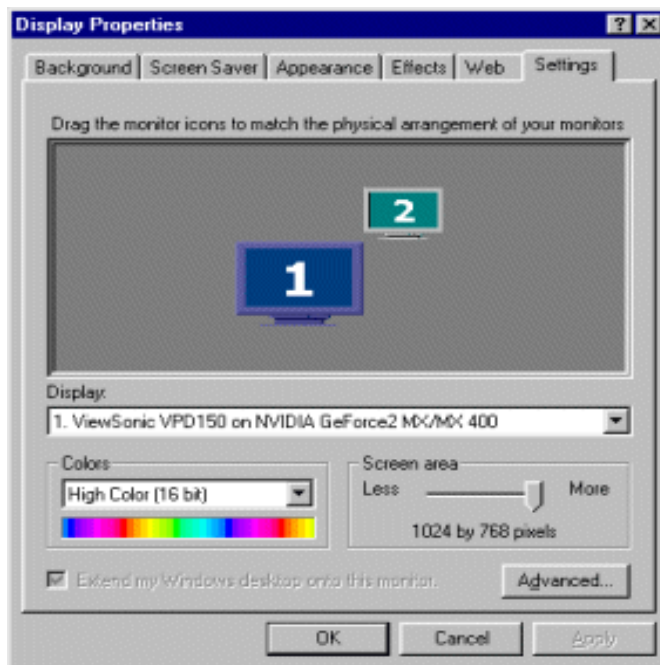 Display Properties
Background Screen Saver Appearance Effects Web Settings
Drag the monitor icons to match the physical arrangement of your monitors
2
1
Display:
1. ViewSonic VPD150 on NVIDIA GeForce2 MX/MX 400
Colors
High Color (16 bit)
Screen area
Less More
1024 by 768 pixels
Extend my Windows desktop onto this monitor.
Advanced...
OK Cancel Apply